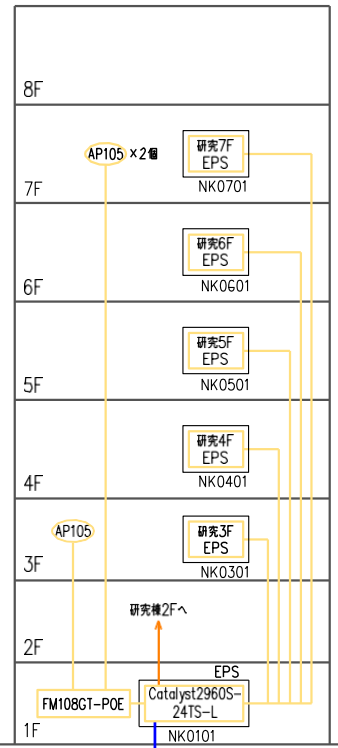 8F
AP105 ×2個
研究7F
EPS
7F
NK0701
研究6F
EPS
6F
NK0601
研究5F
EPS
5F
NK0501
研究4F
EPS
4F
NK0401
AP105
研究3F
EPS
3F
NK0301
研究棟2Fへ
2F
EPS
FM108GT-POE
Catalyst2960S-
24TS-L
1F
NK0101